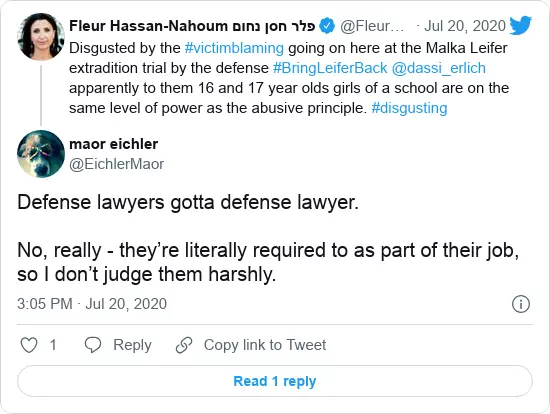 Fleur Hassan-Nahoum פלר חסן נחום @Fleur… · Jul 20, 2020
Disgusted by the #victimblaming going on here at the Malka Leifer
extradition trial by the defense #BringLeiferBack @dassi_erlich
apparently to them 16 and 17 year olds girls of a school are on the
same level of power as the abusive principle. #disgusting
maor eichler
@EichlerMaor
Defense lawyers gotta defense lawyer.
No, really - they’re literally required to as part of their job,
so I don’t judge them harshly.
3:05 PM · Jul 20, 2020
1 Reply Copy link to Tweet
Read 1 reply